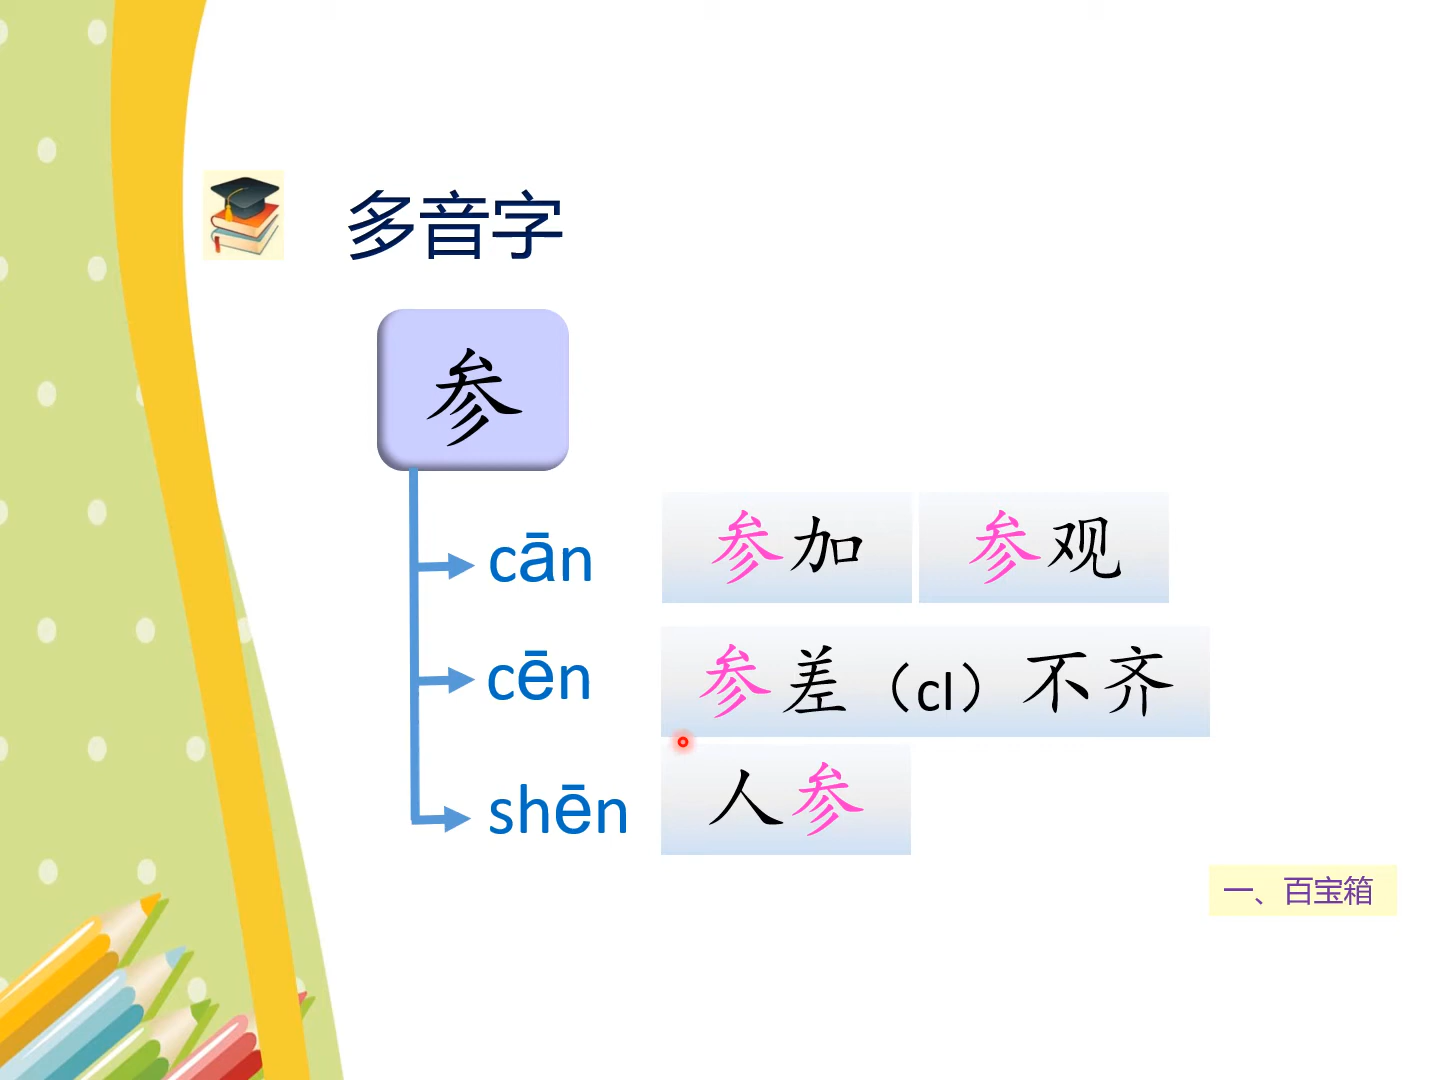 多音字
参
cān 参加 参观
cēn 参差（cl）不齐
shēn 人参
一、百宝箱